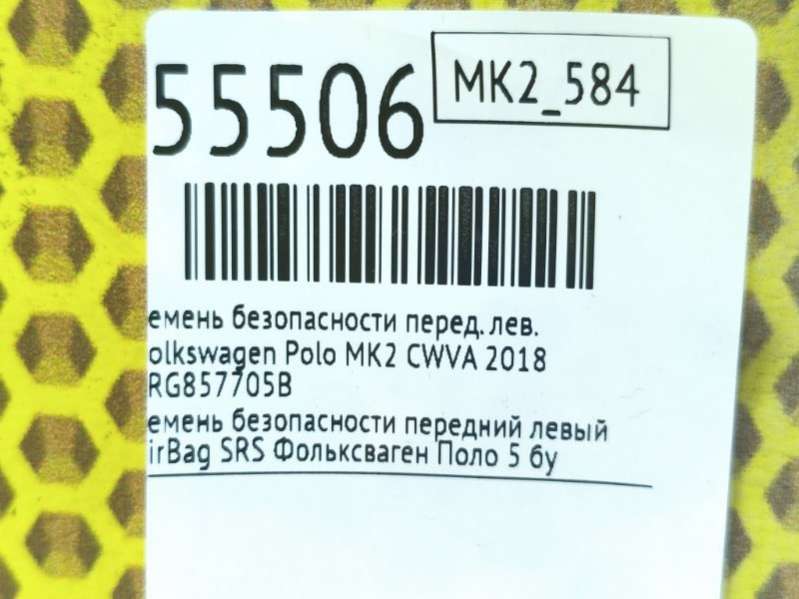 55506
MK2_584
емень безопасности перед. лев.
olkswagen Polo MK2 CWVA 2018
RG857705B
емень безопасности передний левый
irBag SRS Фольксваген Поло 5 бу